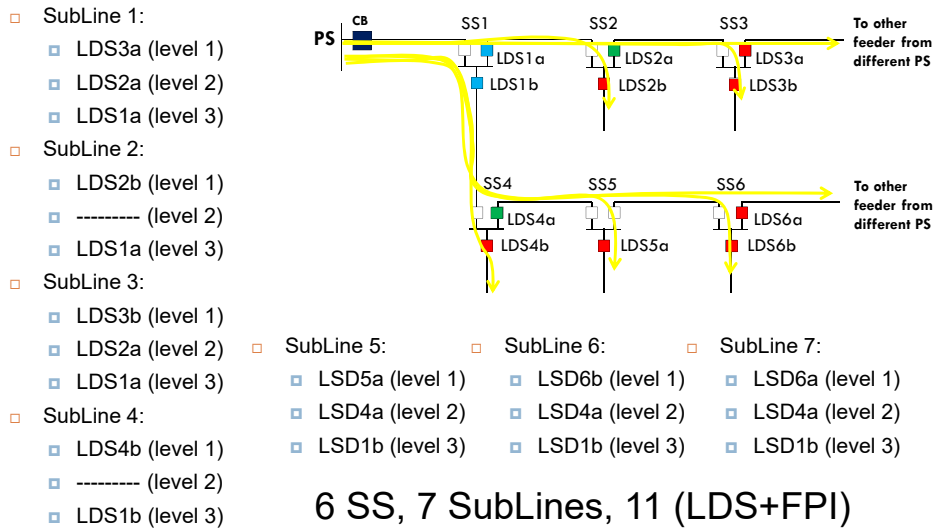 SubLine 1:
LDS3a (level 1)
LDS2a (level 2)
LDS1a (level 3)
SubLine 2:
LDS2b (level 1)
--------- (level 2)
LDS1a (level 3)
SubLine 3:
LDS3b (level 1)
LDS2a (level 2)
LDS1a (level 3)
SubLine 4:
LDS4b (level 1)
--------- (level 2)
LDS1b (level 3)
PS
CB
SS1
SS2
SS3
LDS1a
LDS2a
LDS3a
LDS1b
LDS2b
LDS3b
To other
feeder from
different PS
SS4
SS5
SS6
LDS4a
LDS6a
LDS4b
LDS5a
LDS6b
To other
feeder from
different PS
SubLine 5:
LSD5a (level 1)
LSD4a (level 2)
LSD1b (level 3)
SubLine 6:
LSD6b (level 1)
LSD4a (level 2)
LSD1b (level 3)
SubLine 7:
LSD6a (level 1)
LSD4a (level 2)
LSD1b (level 3)
6 SS, 7 SubLines, 11 (LDS+FPI)